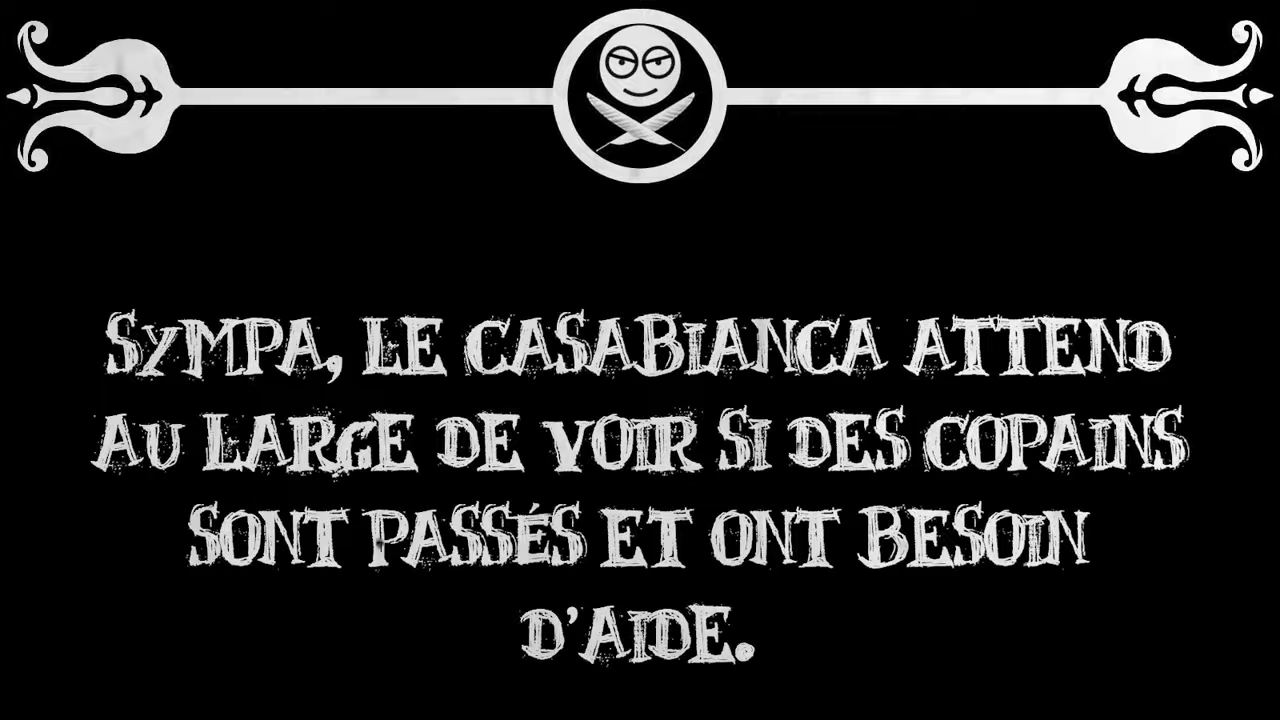 SYMPA, LE CASABIANCA ATTEND
AU LARGE DE VOIR SI DES COPAINS
SONT PASSÉS ET ONT BESOIN
D'AIDE.